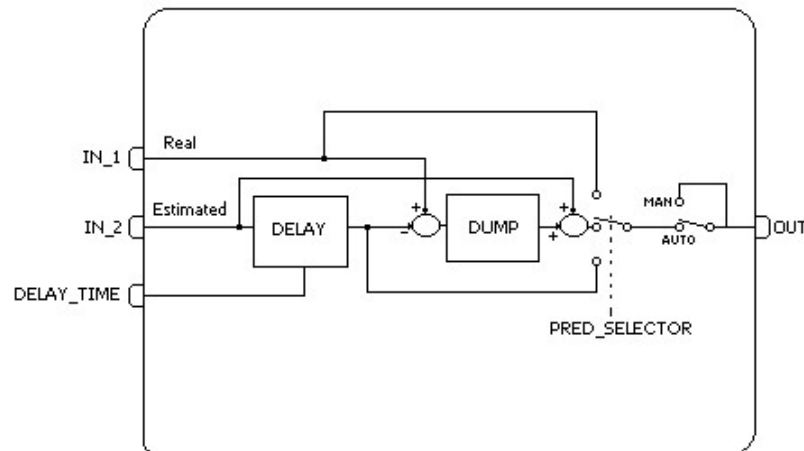 Real
IN_1
Estimated
+
+
MAN
IN_2
DELAY
-
DUMP
+
AUTO
OUT
DELAY_TIME
PRED_SELECTOR